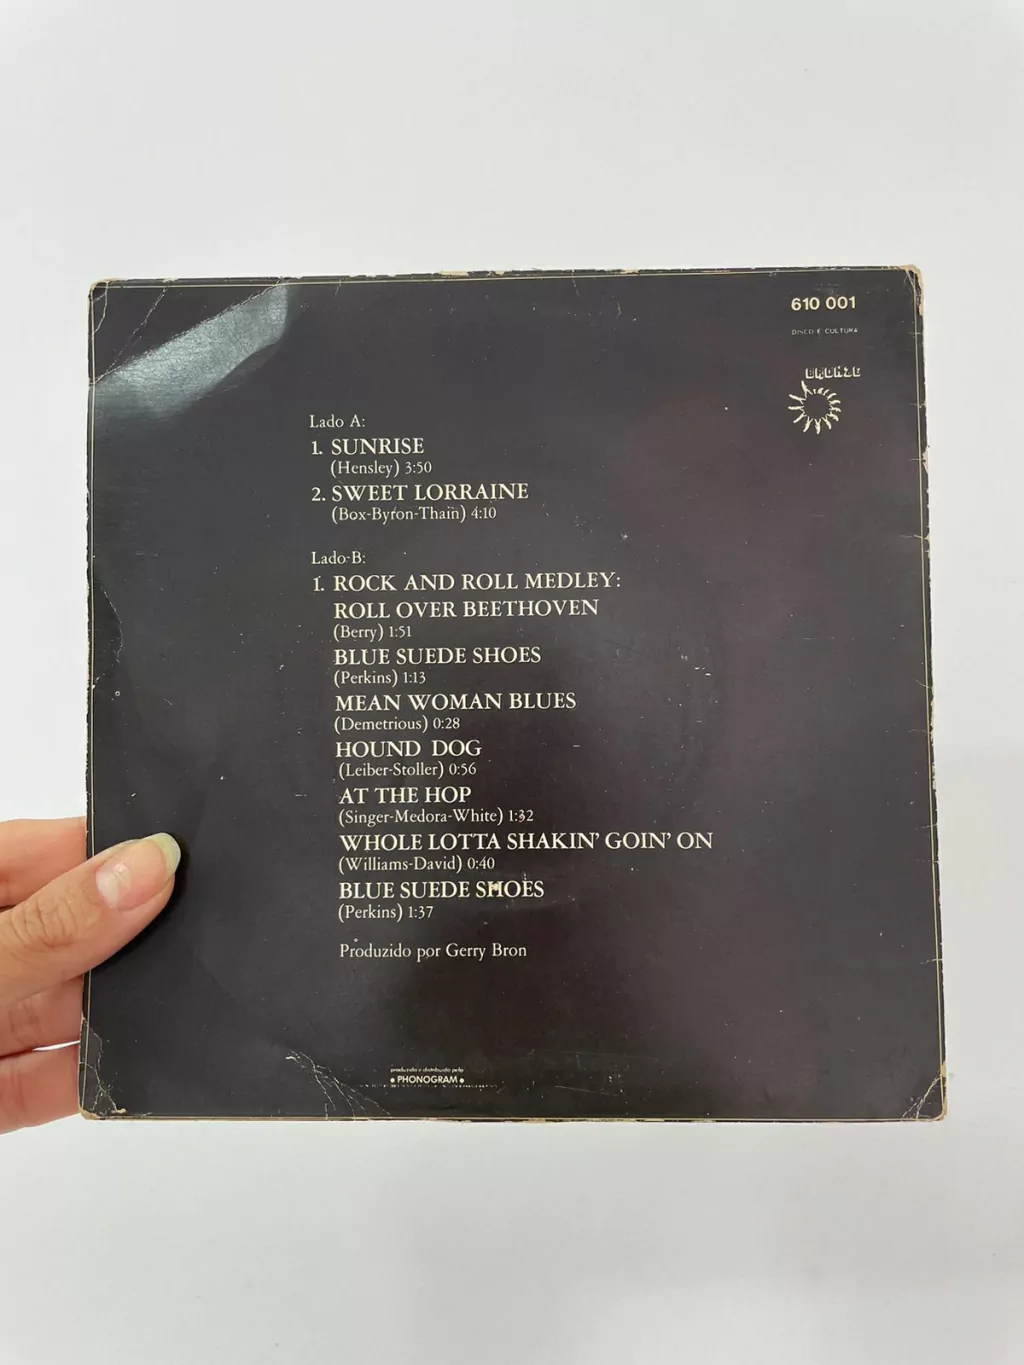 610 001
DISCO É CULTURA
BRONZE
Lado A:
1. SUNRISE
(Hensley) 3:50
2. SWEET LORRAINE
(Box-Byron-Thain) 4:10
Lado B:
1. ROCK AND ROLL MEDLEY:
ROLL OVER BEETHOVEN
(Berry) 1:51
BLUE SUEDE SHOES
(Perkins) 1:13
MEAN WOMAN BLUES
(Demetrious) 0:28
HOUND DOG
(Leiber-Stoller) 0:56
AT THE HOP
(Singer-Medora-White) 1:32
WHOLE LOTTA SHAKIN' GOIN' ON
(Williams-David) 0:40
BLUE SUEDE SHOES
(Perkins) 1:37
Produzido por Gerry Bron
produzido e distribuido pela
• PHONOGRAM •